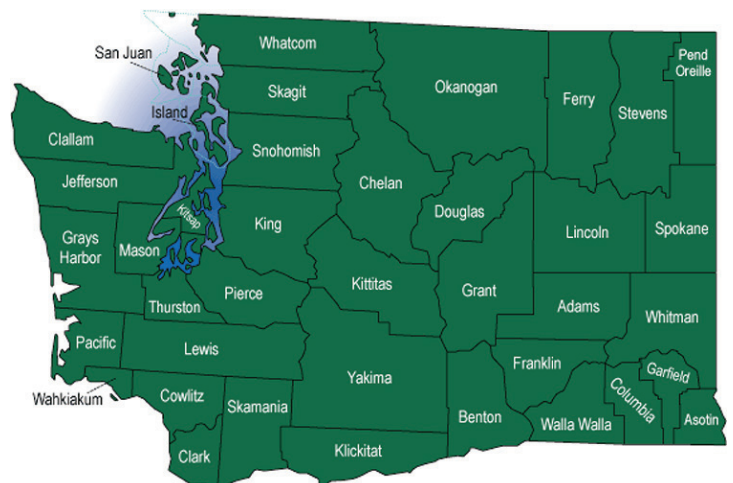 Whatcom
San Juan
Pend
Oreille
Okanogan
Skagit
Ferry
Stevens
Island
Clallam
Snohomish
Jefferson
Chelan
Douglas
Kitsap
King
Lincoln
Spokane
Grays
Harbor
Mason
Kittitas
Grant
Pierce
Adams
Thurston
Whitman
Pacific
Lewis
Franklin
Garfield
Yakima
Wahkiakum
Cowlitz
Skamania
Columbia
Benton
Walla Walla
Asotin
Klickitat
Clark